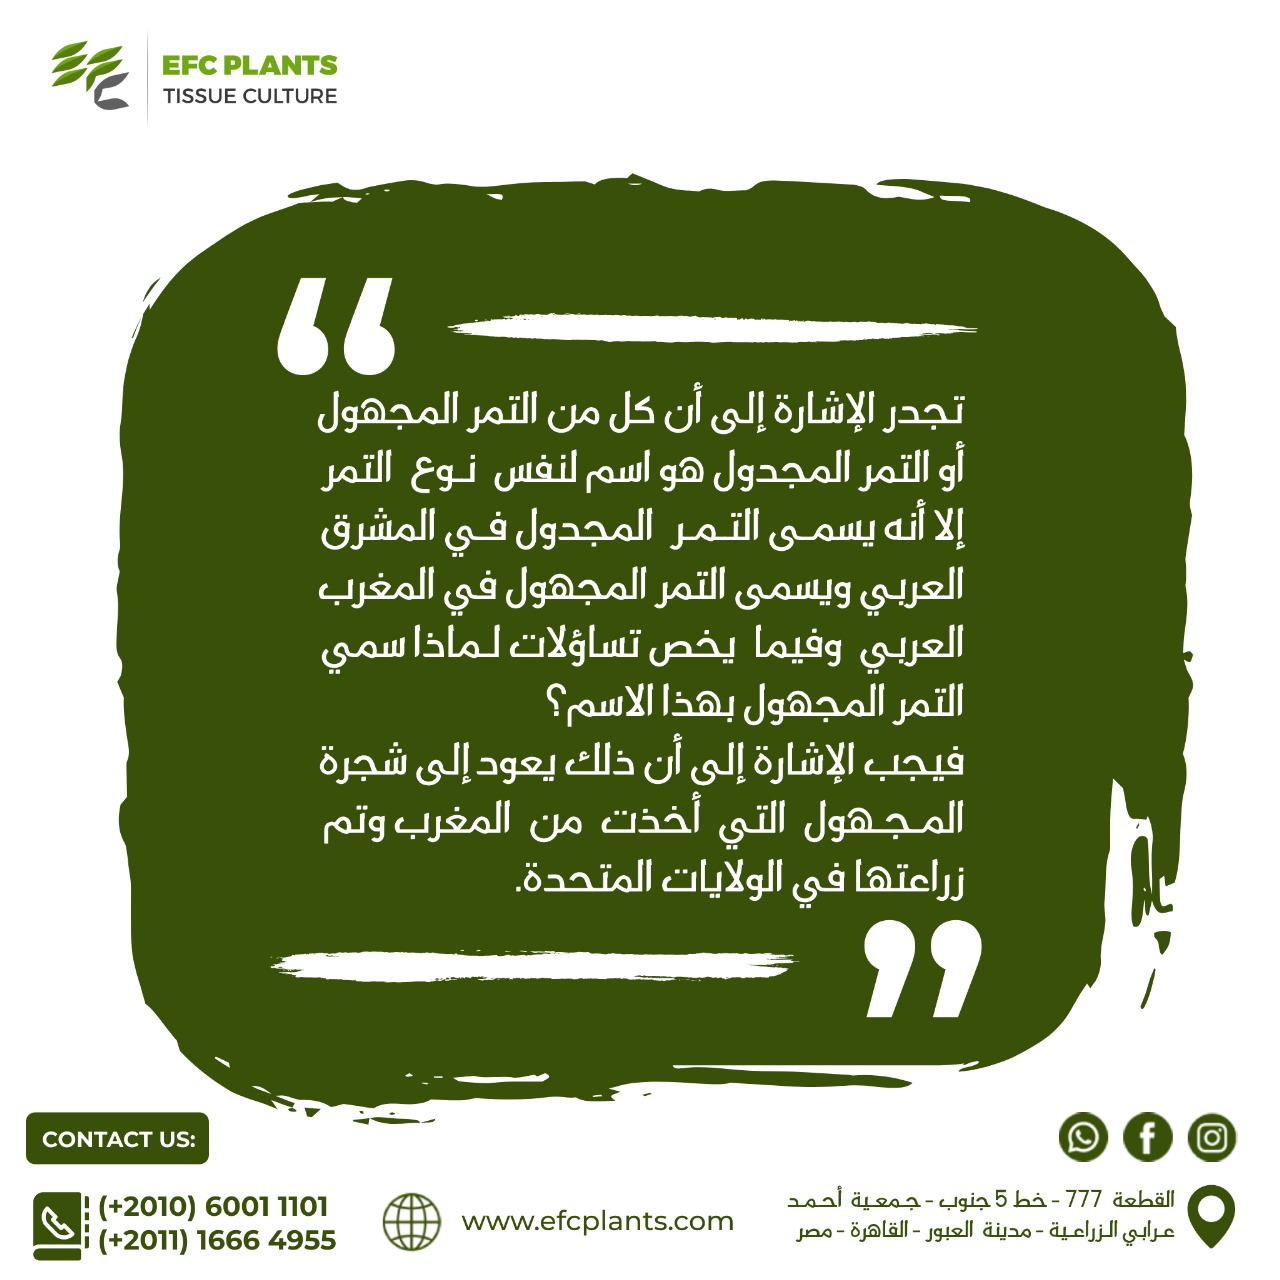 EFC PLANTS
TISSUE CULTURE
تجدر الإشارة إلى أن كل من التمر المجهول
أو التمر المجدول هو اسم لنفس نوع التمر
إلا أنه يسمى التمر المجدول في المشرق
العربي ويسمى التمر المجهول في المغرب
العربي وفيما يخص تساؤلات لماذا سمي
التمر المجهول بهذا الاسم؟
فيجب الإشارة إلى أن ذلك يعود إلى شجرة
المجهول التي أخذت من المغرب وتم
زراعتها في الولايات المتحدة.
CONTACT US:
(+2010) 6001 1101
(+2011) 1666 4955
www.efcplants.com
القطعة 777 - خط 5 جنوب - جمعية أحمد
عرابي الزراعية - مدينة العبور - القاهرة - مصر